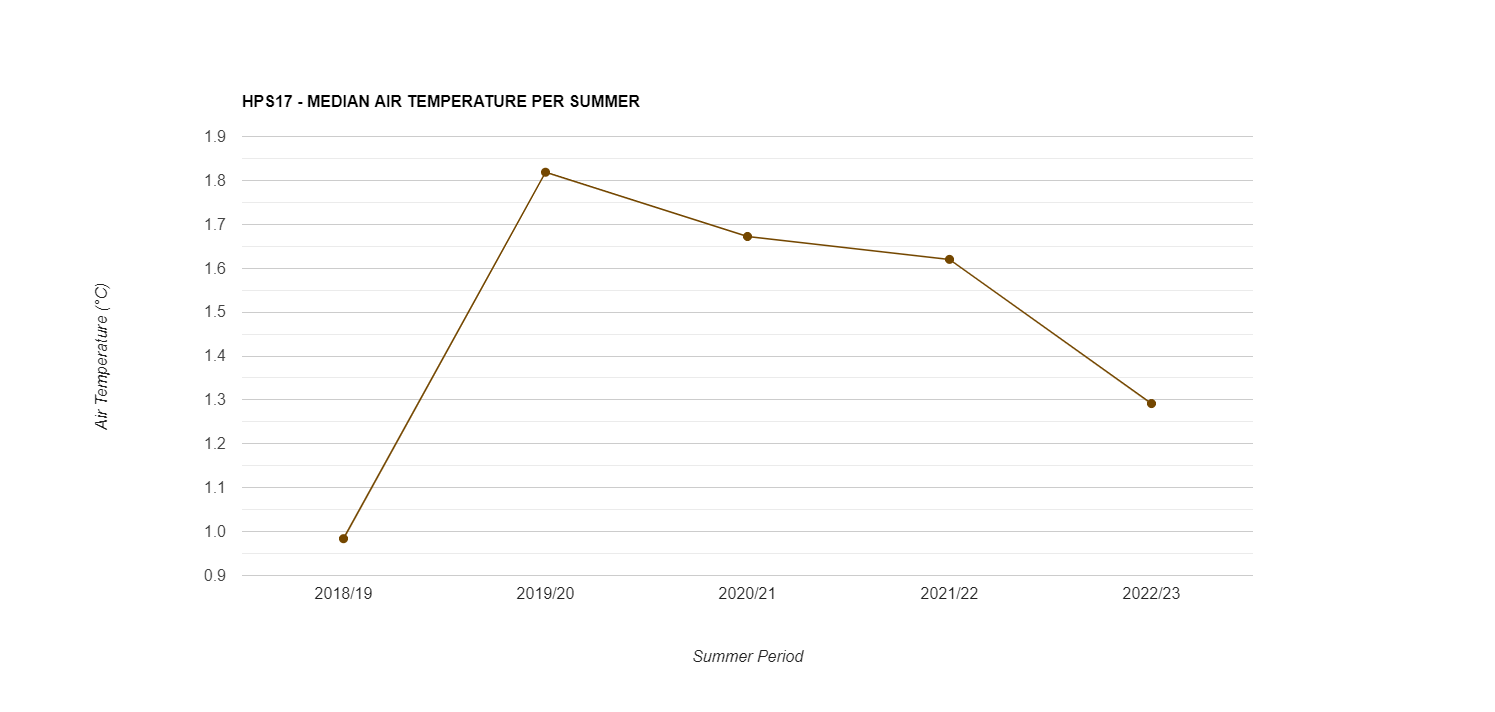 HPS17 - MEDIAN AIR TEMPERATURE PER SUMMER
1.9
1.8
1.7
1.6
1.5
1.4
1.3
1.2
1.1
1.0
0.9
Air Temperature (°C)
2018/19 2019/20 2020/21 2021/22 2022/23
Summer Period